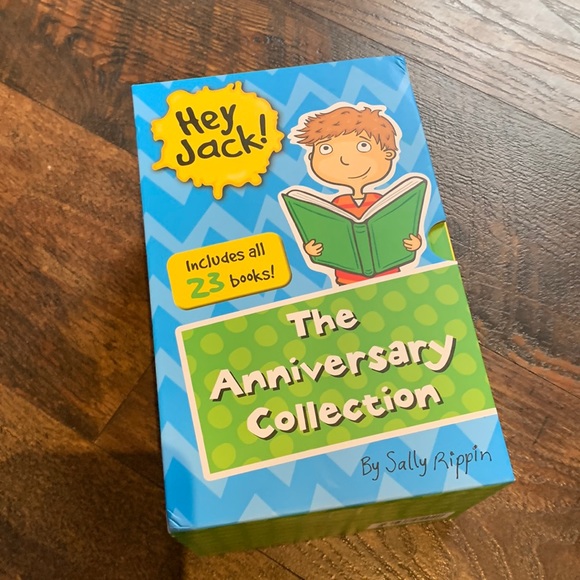 Hey
Jack!
Includes all
23 books!
The
Anniversary
Collection
By Sally Rippin